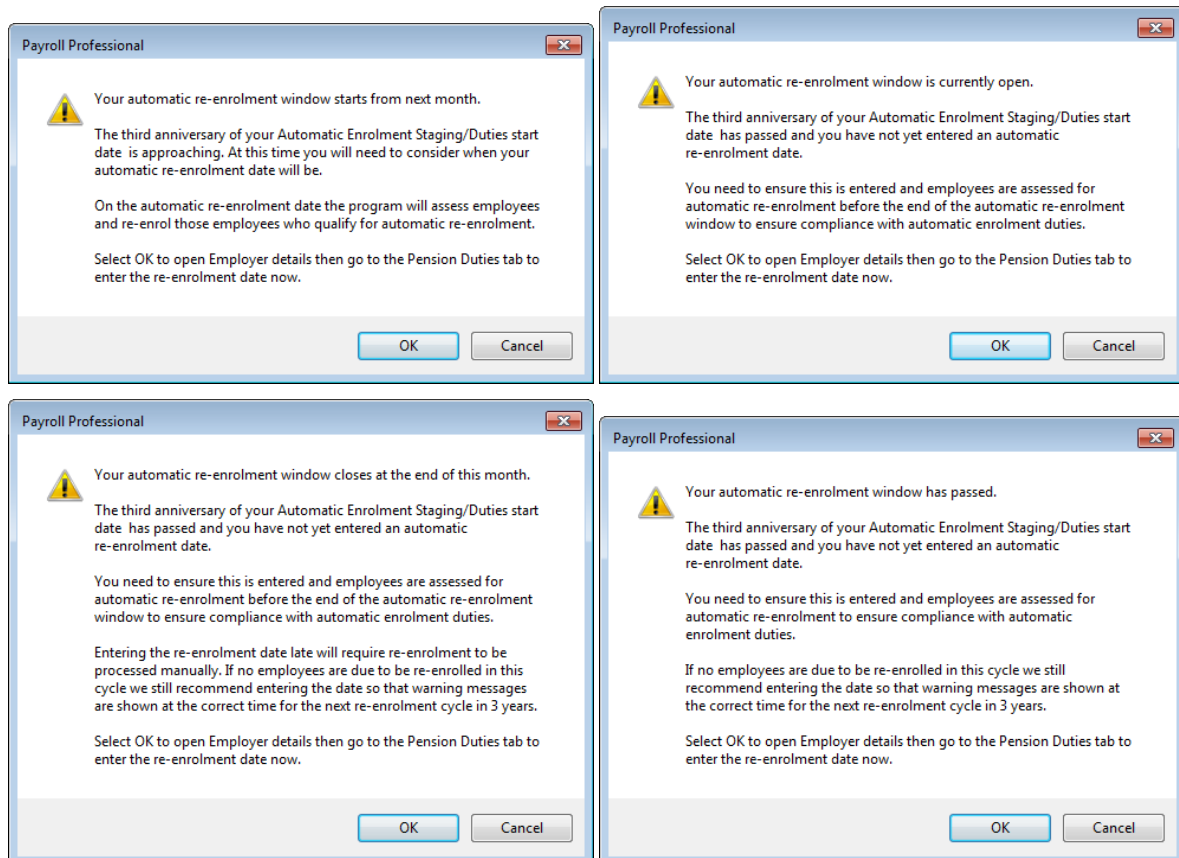 Payroll Professional
Your automatic re-enrolment window starts from next month.
The third anniversary of your Automatic Enrolment Staging/Duties start
date  is approaching. At this time you will need to consider when your
automatic re-enrolment date will be.
On the automatic re-enrolment date the program will assess employees
and re-enrol those employees who qualify for automatic re-enrolment.
Select OK to open Employer details then go to the Pension Duties tab to
enter the re-enrolment date now.
OK
Cancel
Payroll Professional
Your automatic re-enrolment window is currently open.
The third anniversary of your Automatic Enrolment Staging/Duties start
date  has passed and you have not yet entered an automatic
re-enrolment date.
You need to ensure this is entered and employees are assessed for
automatic re-enrolment before the end of the automatic re-enrolment
window to ensure compliance with automatic enrolment duties.
Select OK to open Employer details then go to the Pension Duties tab to
enter the re-enrolment date now.
OK
Cancel
Payroll Professional
Your automatic re-enrolment window closes at the end of this month.
The third anniversary of your Automatic Enrolment Staging/Duties start
date  has passed and you have not yet entered an automatic
re-enrolment date.
You need to ensure this is entered and employees are assessed for
automatic re-enrolment before the end of the automatic re-enrolment
window to ensure compliance with automatic enrolment duties.
Entering the re-enrolment date late will require re-enrolment to be
processed manually. If no employees are due to be re-enrolled in this
cycle we still recommend entering the date so that warning messages
are shown at the correct time for the next re-enrolment cycle in 3 years.
Select OK to open Employer details then go to the Pension Duties tab to
enter the re-enrolment date now.
OK
Cancel
Payroll Professional
Your automatic re-enrolment window has passed.
The third anniversary of your Automatic Enrolment Staging/Duties start
date  has passed and you have not yet entered an automatic
re-enrolment date.
You need to ensure this is entered and employees are assessed for
automatic re-enrolment to ensure compliance with automatic
enrolment duties.
If no employees are due to be re-enrolled in this cycle we still
recommend entering the date so that warning messages are shown at
the correct time for the next re-enrolment cycle in 3 years.
Select OK to open Employer details then go to the Pension Duties tab to
enter the re-enrolment date now.
OK
Cancel